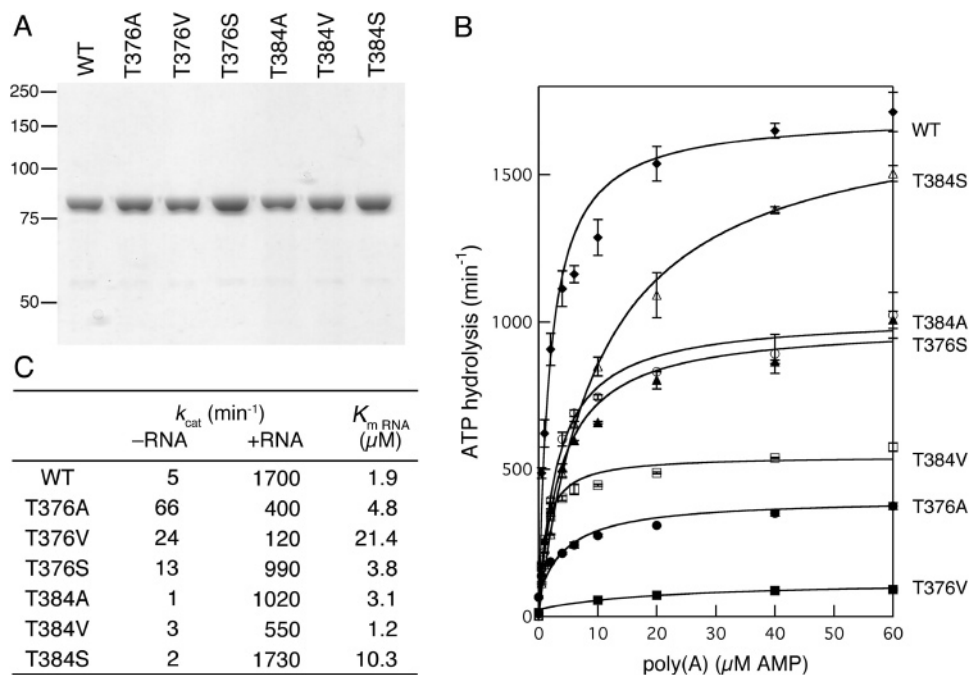 A
WT
T376A
T376V
T376S
T384A
T384V
T384S
250
150
100
75
50
B
ATP hydrolysis (min-1)
1500
1000
500
0
0 10 20 40 60
poly(A) (µM AMP)
WT
T384S
T384A
T376S
T384V
T376A
T376V
C
kcat (min-1) Km RNA
–RNA +RNA (µM)
WT 5 1700 1.9
T376A 66 400 4.8
T376V 24 120 21.4
T376S 13 990 3.8
T384A 1 1020 3.1
T384V 3 550 1.2
T384S 2 1730 10.3